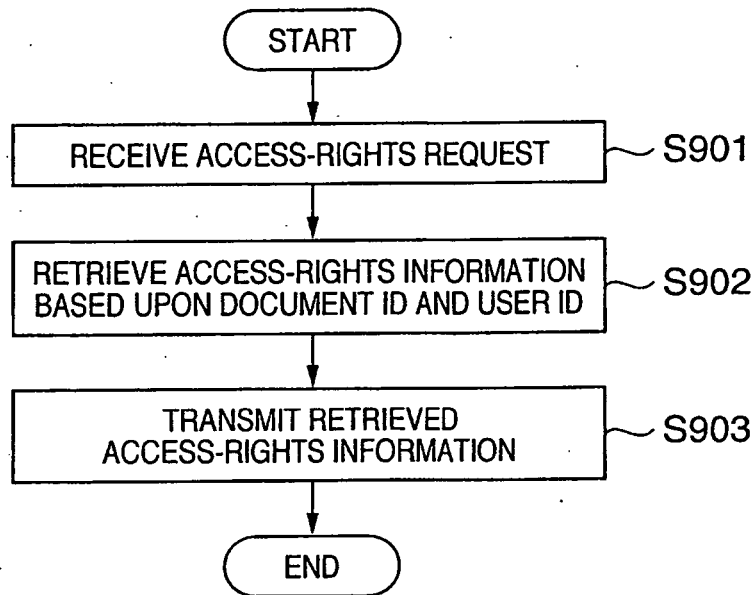 START
RECEIVE ACCESS-RIGHTS REQUEST
S901
RETRIEVE ACCESS-RIGHTS INFORMATION
BASED UPON DOCUMENT ID AND USER ID
S902
TRANSMIT RETRIEVED
ACCESS-RIGHTS INFORMATION
S903
END